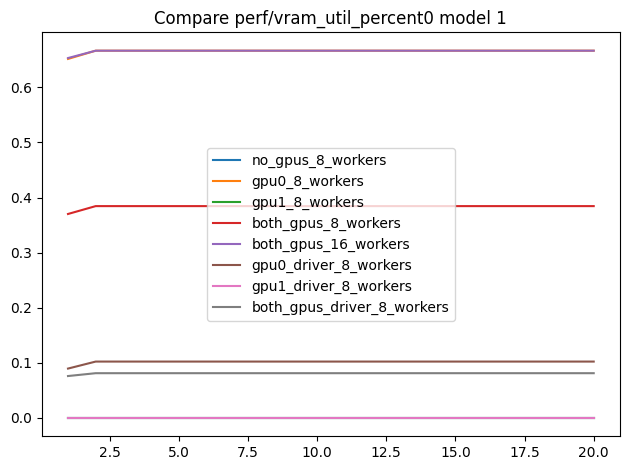 Compare perf/vram_util_percent0 model 1
0.6
0.5
0.4
0.3
0.2
0.1
0.0
no_gpus_8_workers
gpu0_8_workers
gpu1_8_workers
both_gpus_8_workers
both_gpus_16_workers
gpu0_driver_8_workers
gpu1_driver_8_workers
both_gpus_driver_8_workers
2.5 5.0 7.5 10.0 12.5 15.0 17.5 20.0